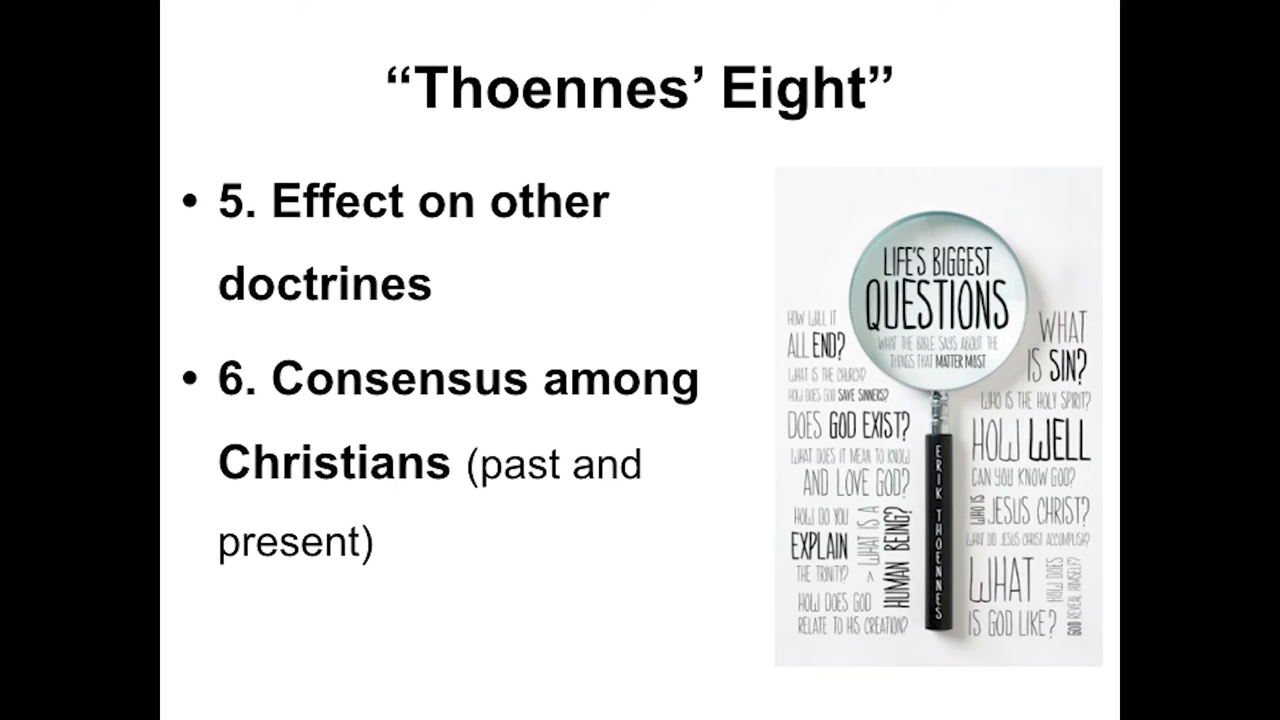 “Thoennes’ Eight”
• 5. Effect on other
doctrines
• 6. Consensus among
Christians (past and
present)
LIFE'S BIGGEST
QUESTIONS
WHAT THE BIBLE SAYS ABOUT THE
THINGS THAT MATTER MOST
HOW WILL IT
ALL END?
WHAT IS THE CHURCH?
HOW DOES GOD SAVE SINNERS?
DOES GOD EXIST?
WHAT DOES IT MEAN TO KNOW
AND LOVE GOD?
HOW DO YOU
EXPLAIN
THE TRINITY?
WHAT IS A
HUMAN BEING?
HOW DOES GOD
RELATE TO HIS CREATION?
ERIK THOENNES
WHAT
IS SIN?
WHO IS THE HOLY SPIRIT?
HOW WELL
CAN YOU KNOW GOD?
WHO IS
JESUS CHRIST?
WHAT DID JESUS CHRIST ACCOMPLISH?
WHAT
IS GOD LIKE?
HOW DOES
GOD REVEAL HIMSELF?